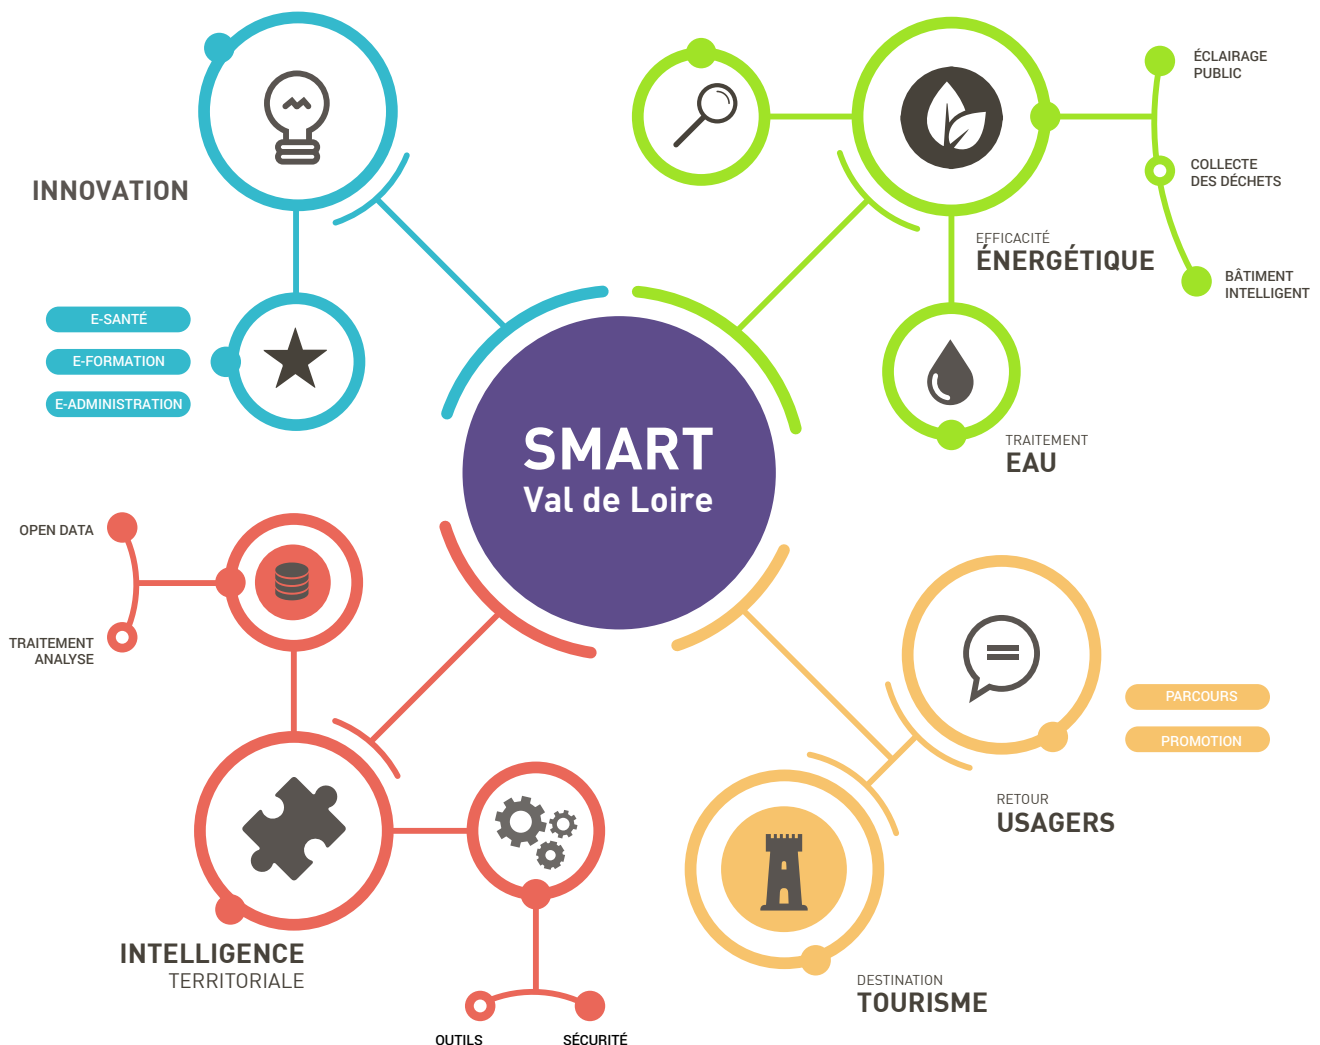 INNOVATION
E-SANTÉ
E-FORMATION
E-ADMINISTRATION
ÉCLAIRAGE
PUBLIC
COLLECTE
DES DÉCHETS
BÂTIMENT
INTELLIGENT
EFFICACITÉ
ÉNERGÉTIQUE
TRAITEMENT
EAU
SMART
Val de Loire
OPEN DATA
TRAITEMENT
ANALYSE
INTELLIGENCE
TERRITORIALE
OUTILS
SÉCURITÉ
PARCOURS
PROMOTION
RETOUR
USAGERS
DESTINATION
TOURISME